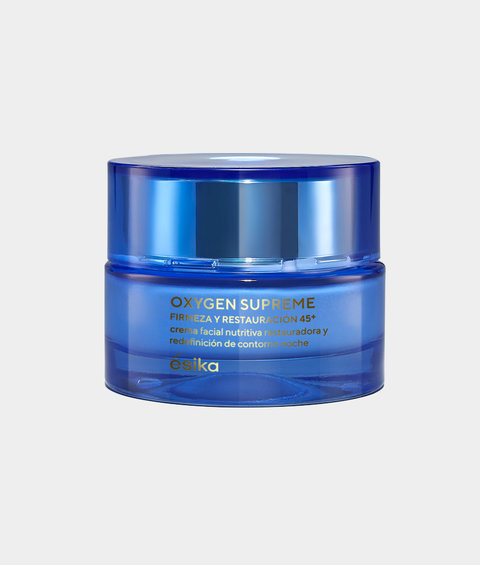 OXYGEN SUPREME
FIRMEZA Y RESTAURACIÓN 45+
crema facial nutritiva restauradora y
redefinición de contorno noche
ésika